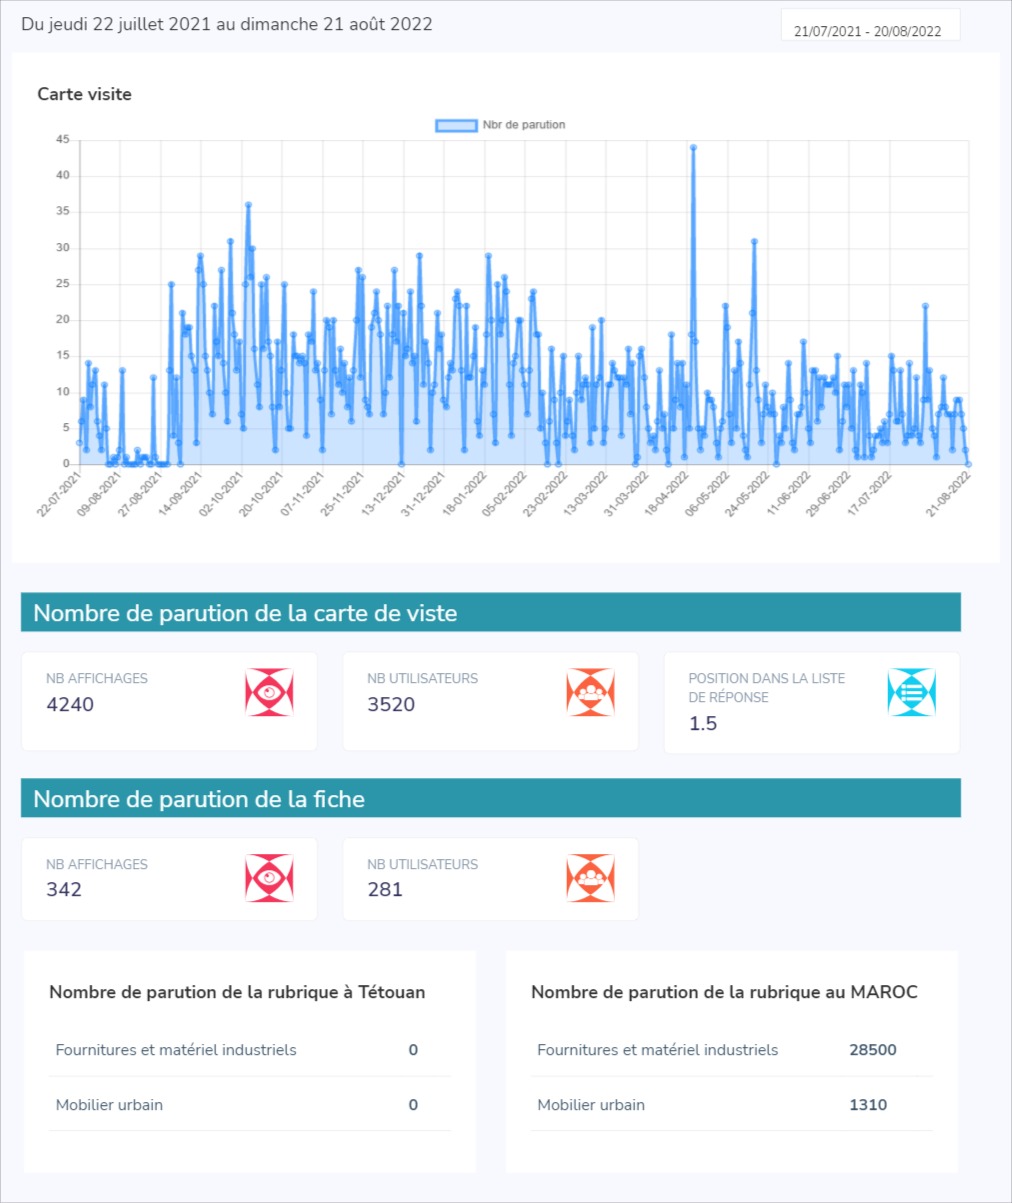 Du jeudi 22 juillet 2021 au dimanche 21 août 2022
21/07/2021 - 20/08/2022
Carte visite
Nbr de parution
45
40
35
30
25
20
15
10
5
0
22-07-2021
09-08-2021
27-08-2021
14-09-2021
02-10-2021
20-10-2021
07-11-2021
25-11-2021
13-12-2021
31-12-2021
18-01-2022
05-02-2022
23-02-2022
13-03-2022
31-03-2022
18-04-2022
06-05-2022
24-05-2022
11-06-2022
29-06-2022
17-07-2022
21-08-2022
Nombre de parution de la carte de viste
NB AFFICHAGES
4240
NB UTILISATEURS
3520
POSITION DANS LA LISTE
DE RÉPONSE
1.5
Nombre de parution de la fiche
NB AFFICHAGES
342
NB UTILISATEURS
281
Nombre de parution de la rubrique à Tétouan
Fournitures et matériel industriels 0
Mobilier urbain 0
Nombre de parution de la rubrique au MAROC
Fournitures et matériel industriels 28500
Mobilier urbain 1310